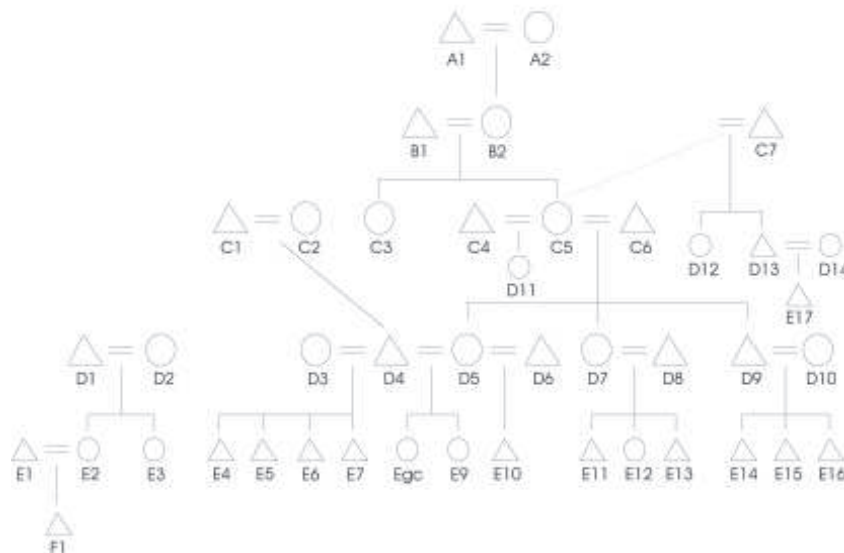 A1 A2
B1 B2 C7
C1 C2 C3 C4 C5 C6 D12 D13 D14
D11
E17
D1 D2 D3 D4 D5 D6 D7 D8 D9 D10
E1 E2 E3 E4 E5 E6 E7 Egc E9 E10 E11 E12 E13 E14 E15 E16
F1